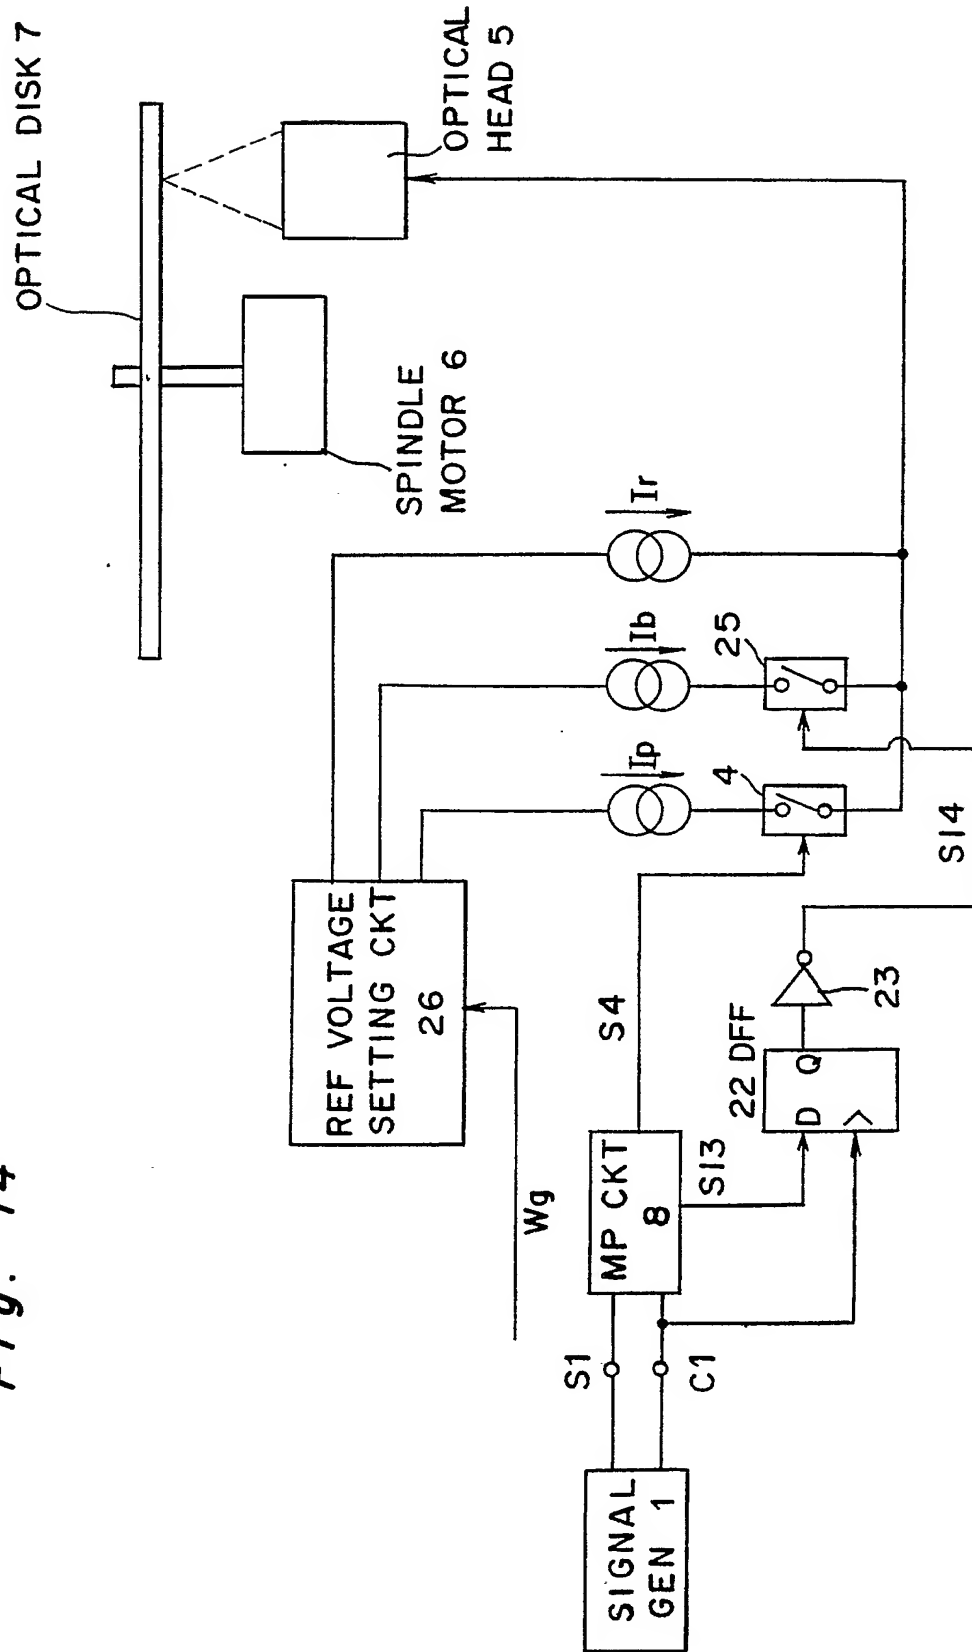 Fig. 14
OPTICAL DISK 7
OPTICAL
HEAD 5
SPINDLE
MOTOR 6
REF VOLTAGE
SETTING CKT
26
Wg
Ip
Ib
Ir
4
25
S4
S14
SIGNAL
GEN 1
S1
C1
MP CKT
8
S13
22 DFF
D
Q
23